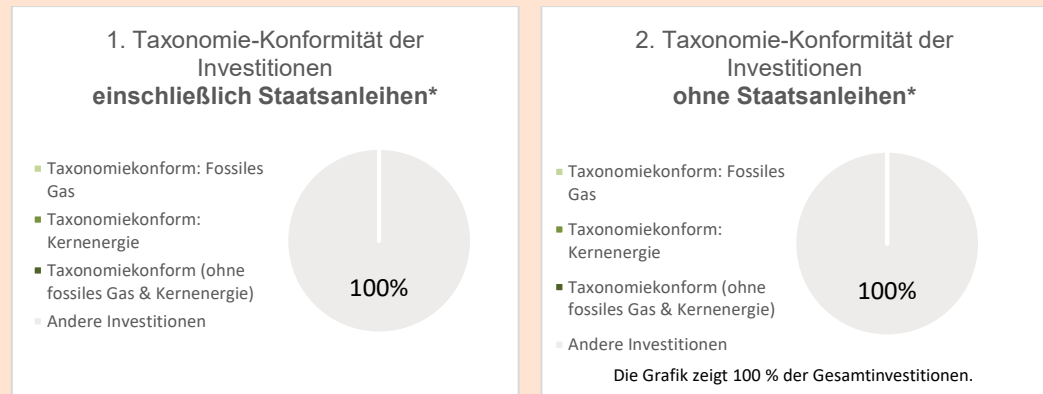 1. Taxonomie-Konformität der
Investitionen
einschließlich Staatsanleihen*
Taxonomiekonform: Fossiles
Gas
Taxonomiekonform:
Kernenergie
Taxonomiekonform (ohne
fossiles Gas & Kernenergie)
Andere Investitionen
100%
2. Taxonomie-Konformität der
Investitionen
ohne Staatsanleihen*
Taxonomiekonform: Fossiles
Gas
Taxonomiekonform:
Kernenergie
Taxonomiekonform (ohne
fossiles Gas & Kernenergie)
Andere Investitionen
100%
Die Grafik zeigt 100 % der Gesamtinvestitionen.